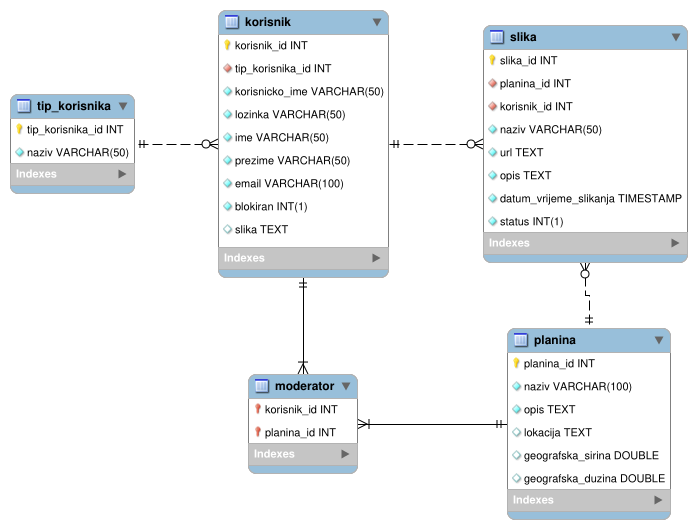 korisnik
korisnik_id INT
tip_korisnika_id INT
korisnicko_ime VARCHAR(50)
lozinka VARCHAR(50)
ime VARCHAR(50)
prezime VARCHAR(50)
email VARCHAR(100)
blokiran INT(1)
slika TEXT
Indexes
slika
slika_id INT
planina_id INT
korisnik_id INT
naziv VARCHAR(50)
url TEXT
opis TEXT
datum_vrijeme_slikanja TIMESTAMP
status INT(1)
Indexes
tip_korisnika
tip_korisnika_id INT
naziv VARCHAR(50)
Indexes
moderator
korisnik_id INT
planina_id INT
Indexes
planina
planina_id INT
naziv VARCHAR(100)
opis TEXT
lokacija TEXT
geografska_sirina DOUBLE
geografska_duzina DOUBLE
Indexes